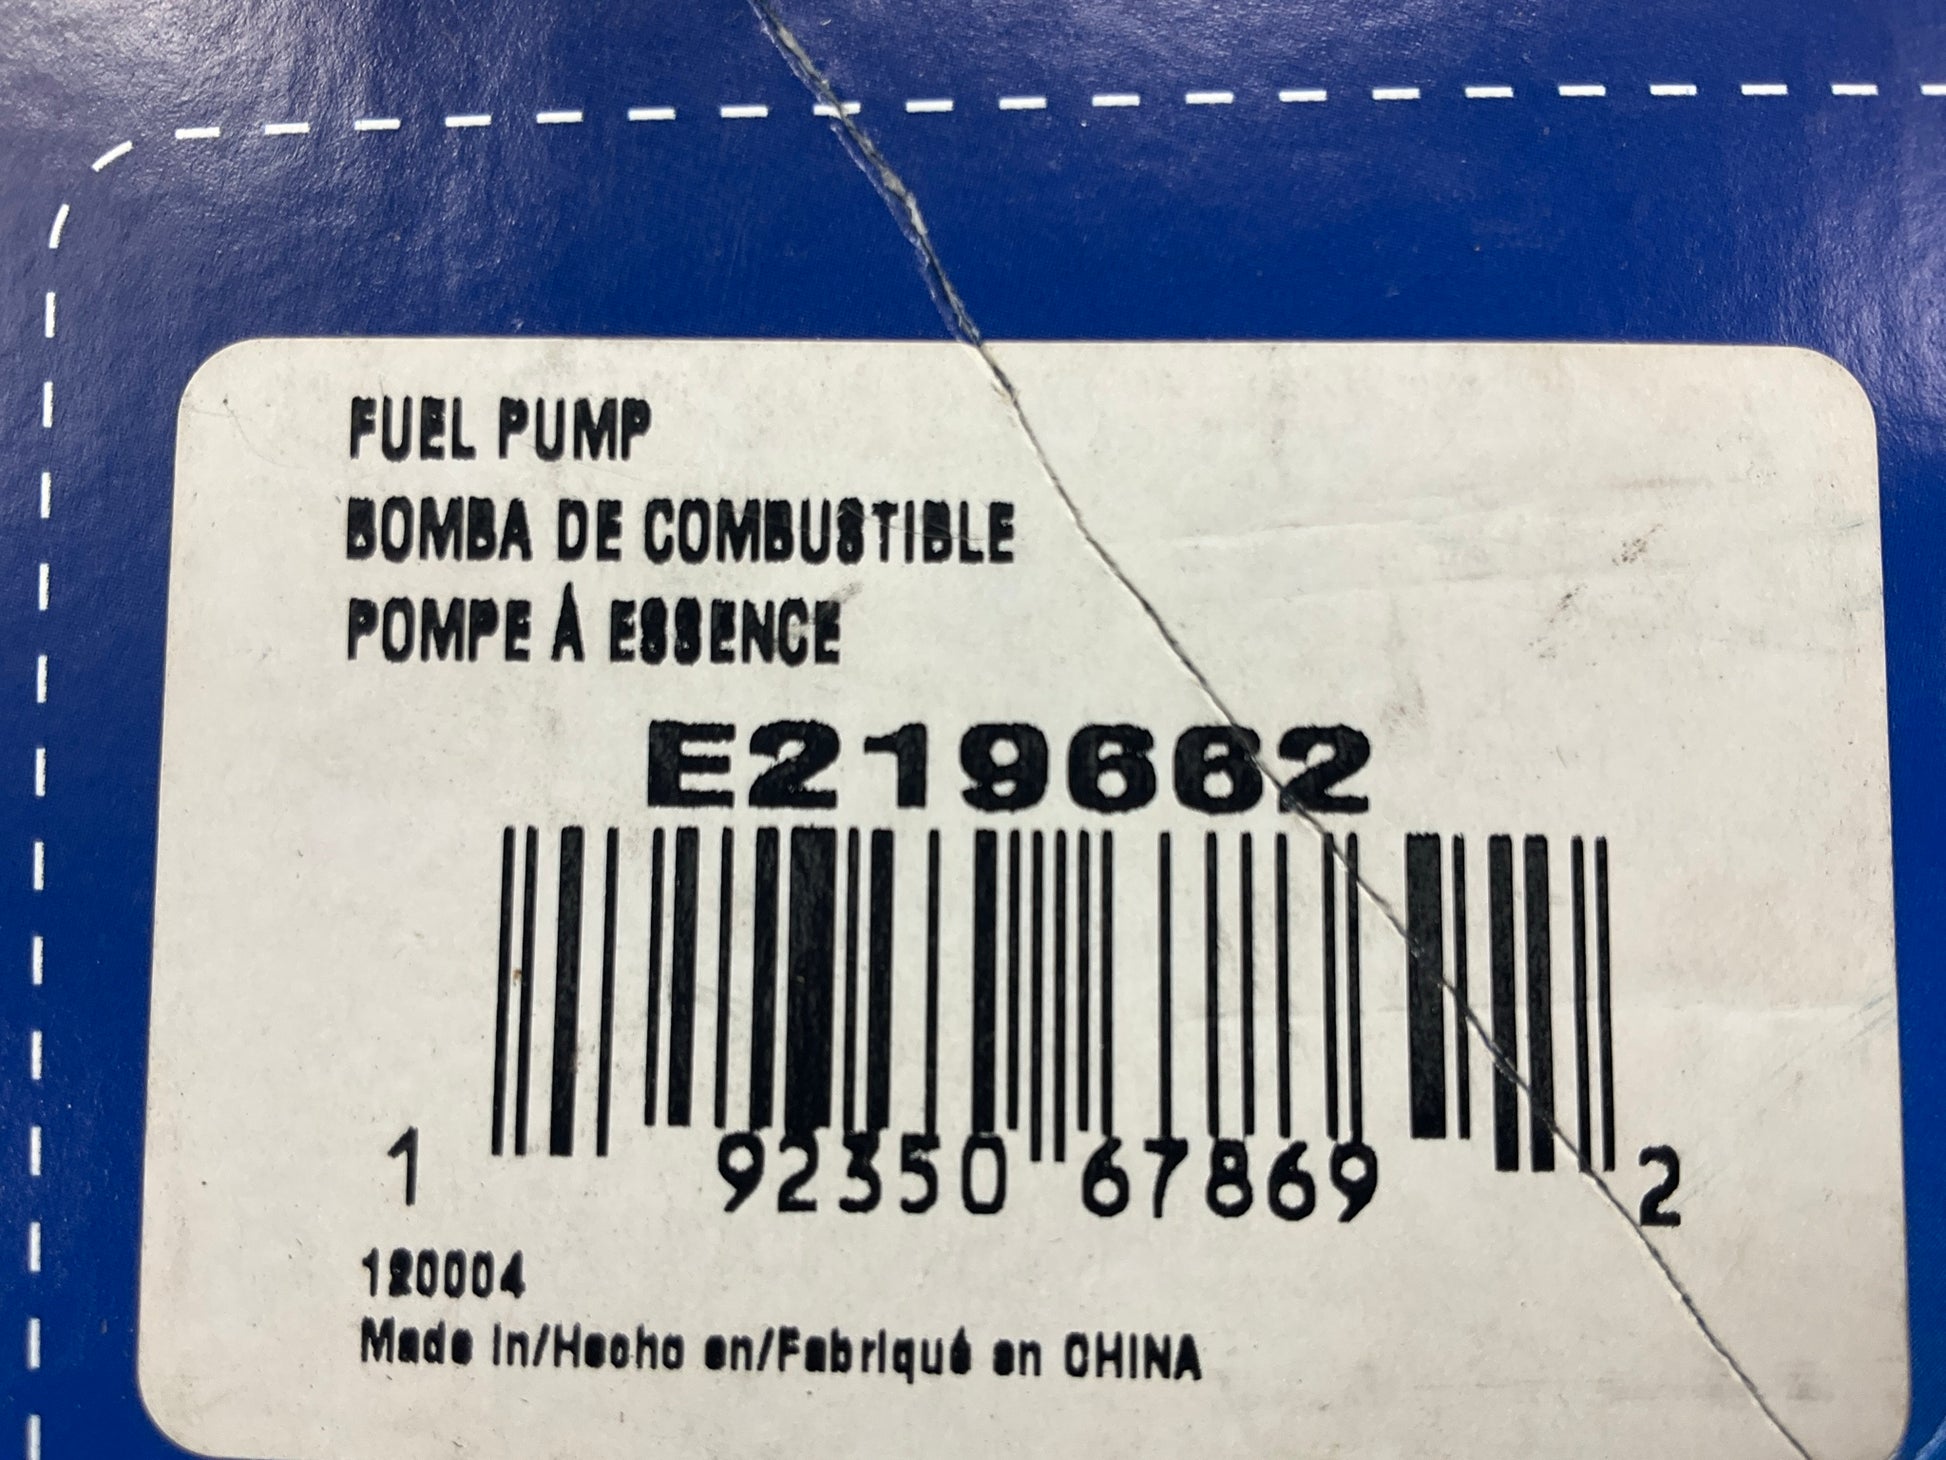 FUEL PUMP
BOMBA DE COMBUSTIBLE
POMPE À ESSENCE
E219662
1 92350 67869 2
120004
Made in/Hecho en/Fabriqué en CHINA